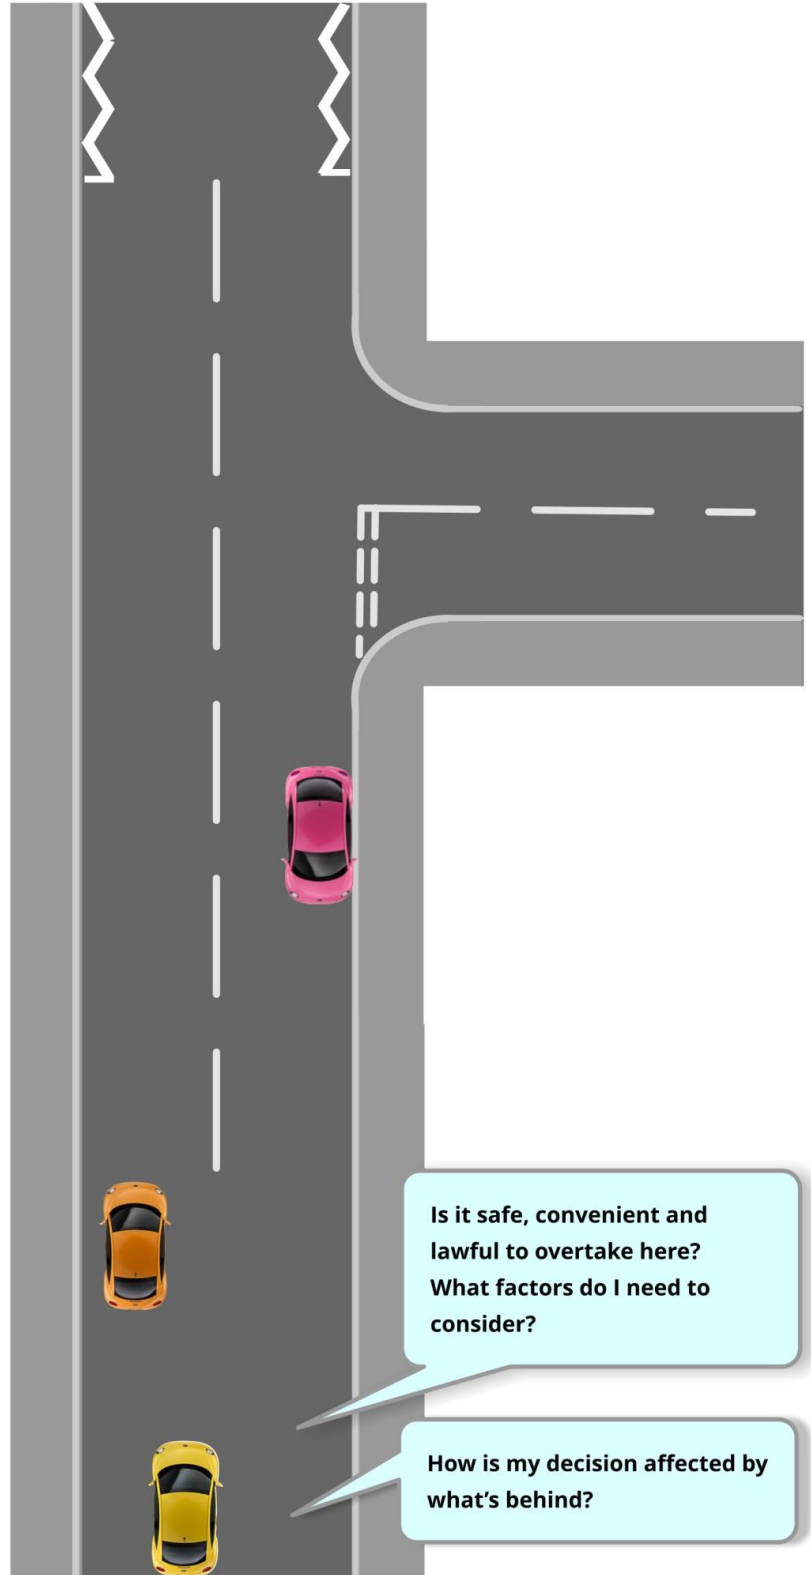 Is it safe, convenient and
lawful to overtake here?
What factors do I need to
consider?
How is my decision affected by
what’s behind?